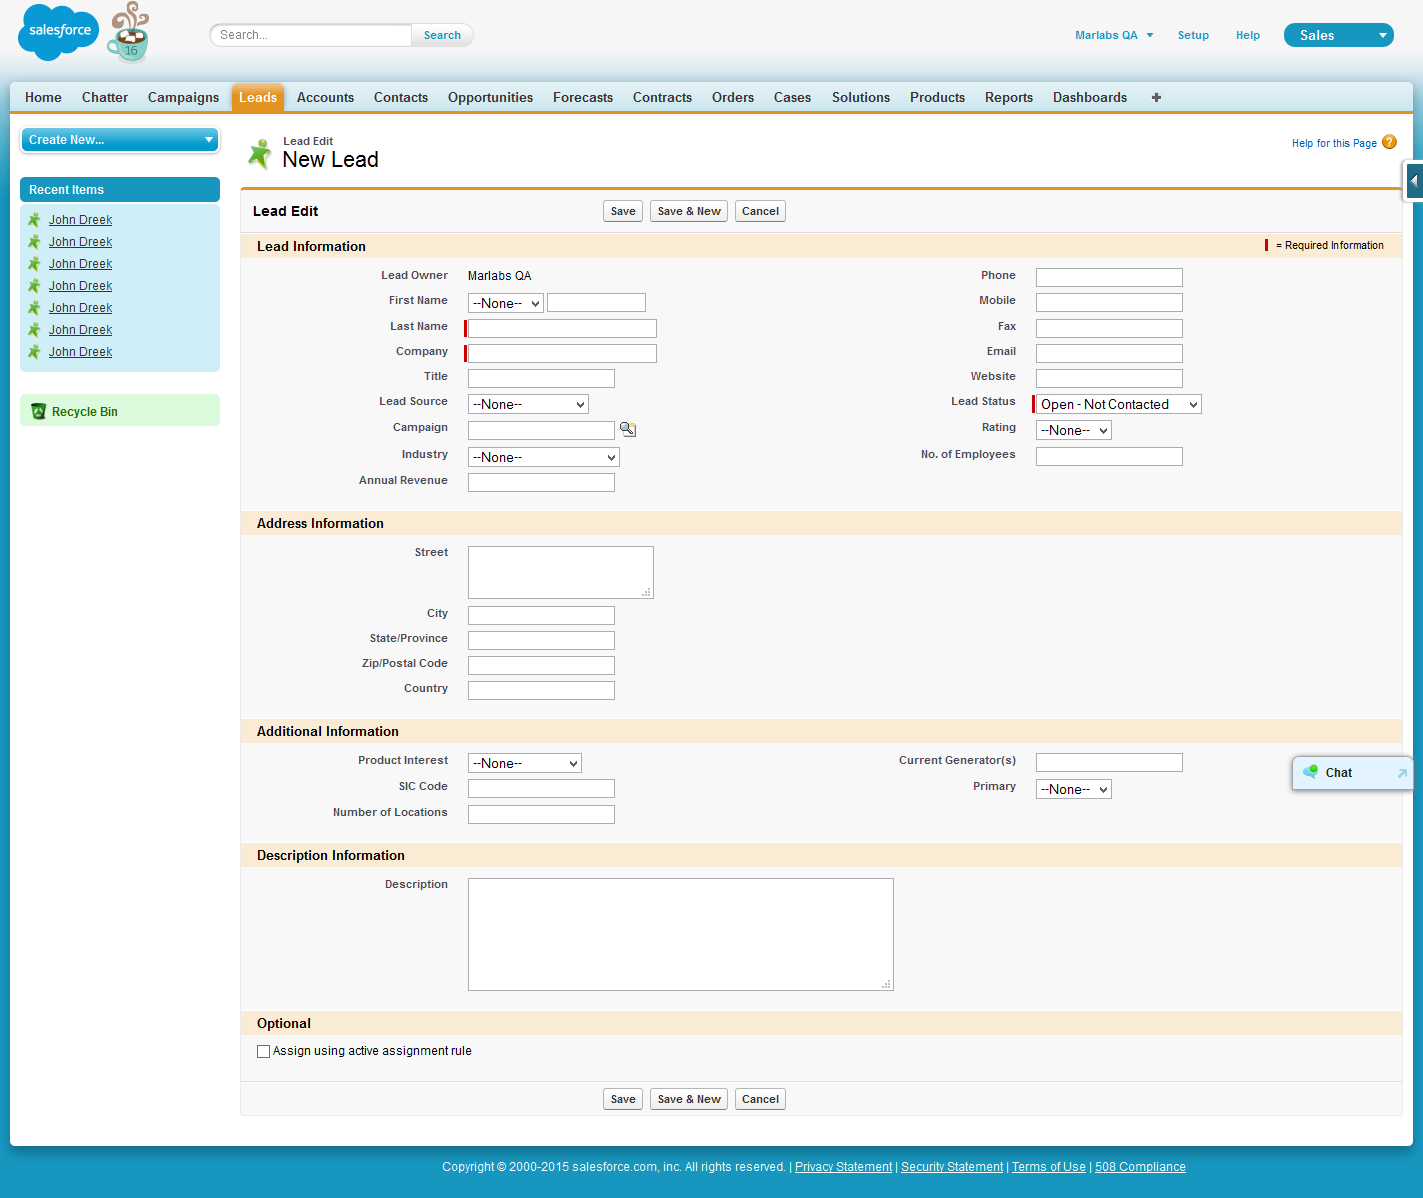 salesforce
16
Search...
Search
Marlabs QA
Setup
Help
Sales
Home Chatter Campaigns Leads Accounts Contacts Opportunities Forecasts Contracts Orders Cases Solutions Products Reports Dashboards +
Create New...
Recent Items
John Dreek
John Dreek
John Dreek
John Dreek
John Dreek
John Dreek
John Dreek
Recycle Bin
Lead Edit
New Lead
Help for this Page ?
Lead Edit Save Save & New Cancel
Lead Information = Required Information
Lead Owner Marlabs QA Phone
First Name --None-- Mobile
Last Name Fax
Company Email
Title Website
Lead Source --None-- Lead Status Open - Not Contacted
Campaign Rating --None--
Industry --None-- No. of Employees
Annual Revenue
Address Information
Street
City
State/Province
Zip/Postal Code
Country
Additional Information
Product Interest --None-- Current Generator(s)
SIC Code Primary --None--
Number of Locations
Chat
Description Information
Description
Optional
Assign using active assignment rule
Save Save & New Cancel
Copyright © 2000-2015 salesforce.com, inc. All rights reserved. | Privacy Statement | Security Statement | Terms of Use | 508 Compliance